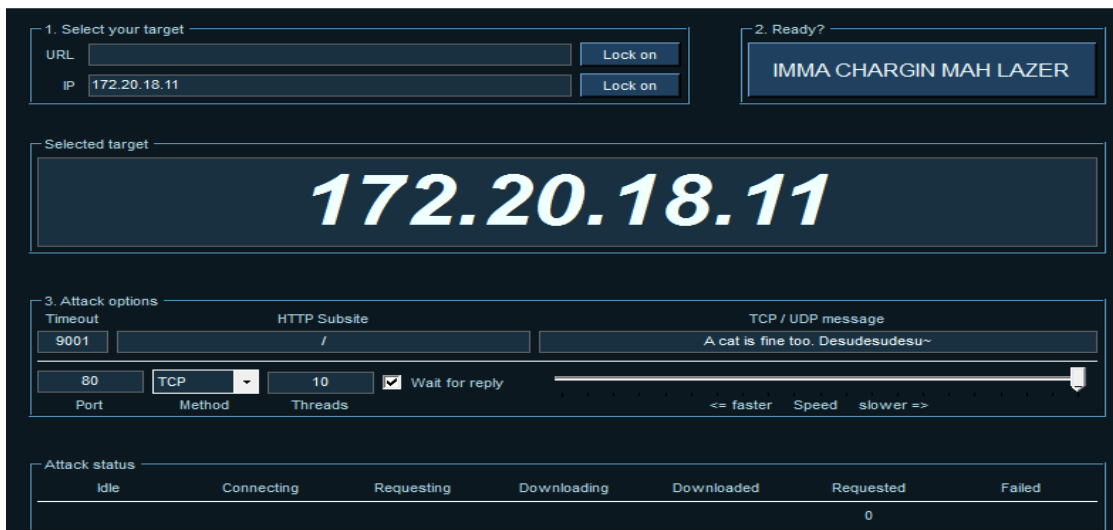 1. Select your target
URL Lock on
IP 172.20.18.11 Lock on
2. Ready?
IMMA CHARGIN MAH LAZER
Selected target
172.20.18.11
3. Attack options
Timeout HTTP Subsite TCP / UDP message
9001 / A cat is fine too. Desudesudesu~
80 TCP 10 Wait for reply
Port Method Threads <= faster Speed slower =>
Attack status
Idle Connecting Requesting Downloading Downloaded Requested Failed
0